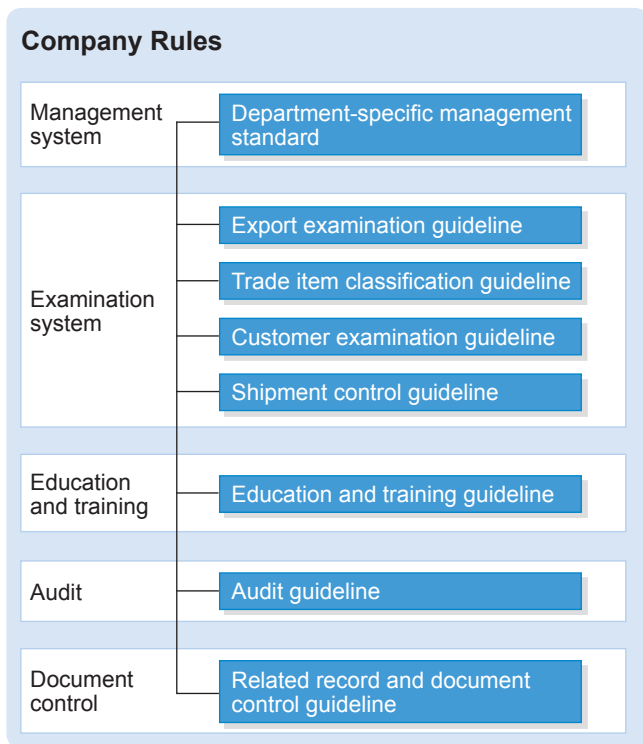 Company Rules
Management
system
Department-specific management
standard
Examination
system
Export examination guideline
Trade item classification guideline
Customer examination guideline
Shipment control guideline
Education
and training
Education and training guideline
Audit
Audit guideline
Document
control
Related record and document
control guideline